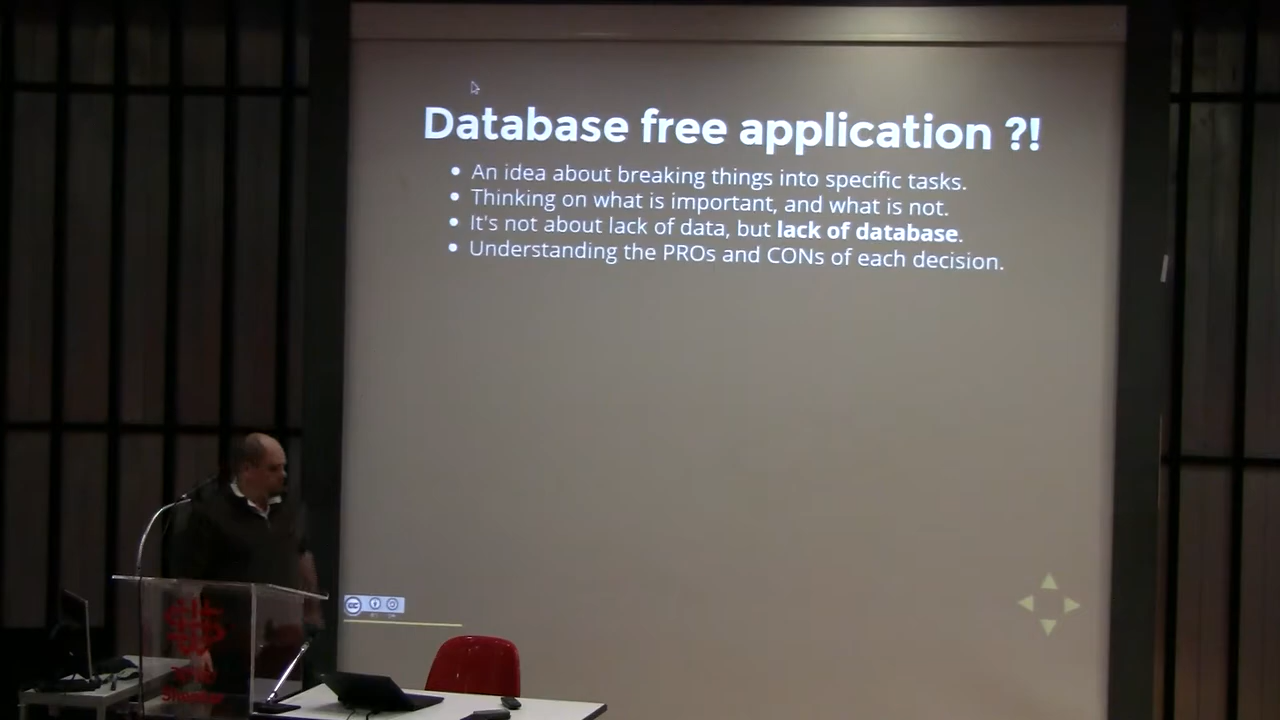 Database free application ?!
An idea about breaking things into specific tasks.
Thinking on what is important, and what is not.
It's not about lack of data, but lack of database.
Understanding the PROs and CONs of each decision.
cc
Shenkar